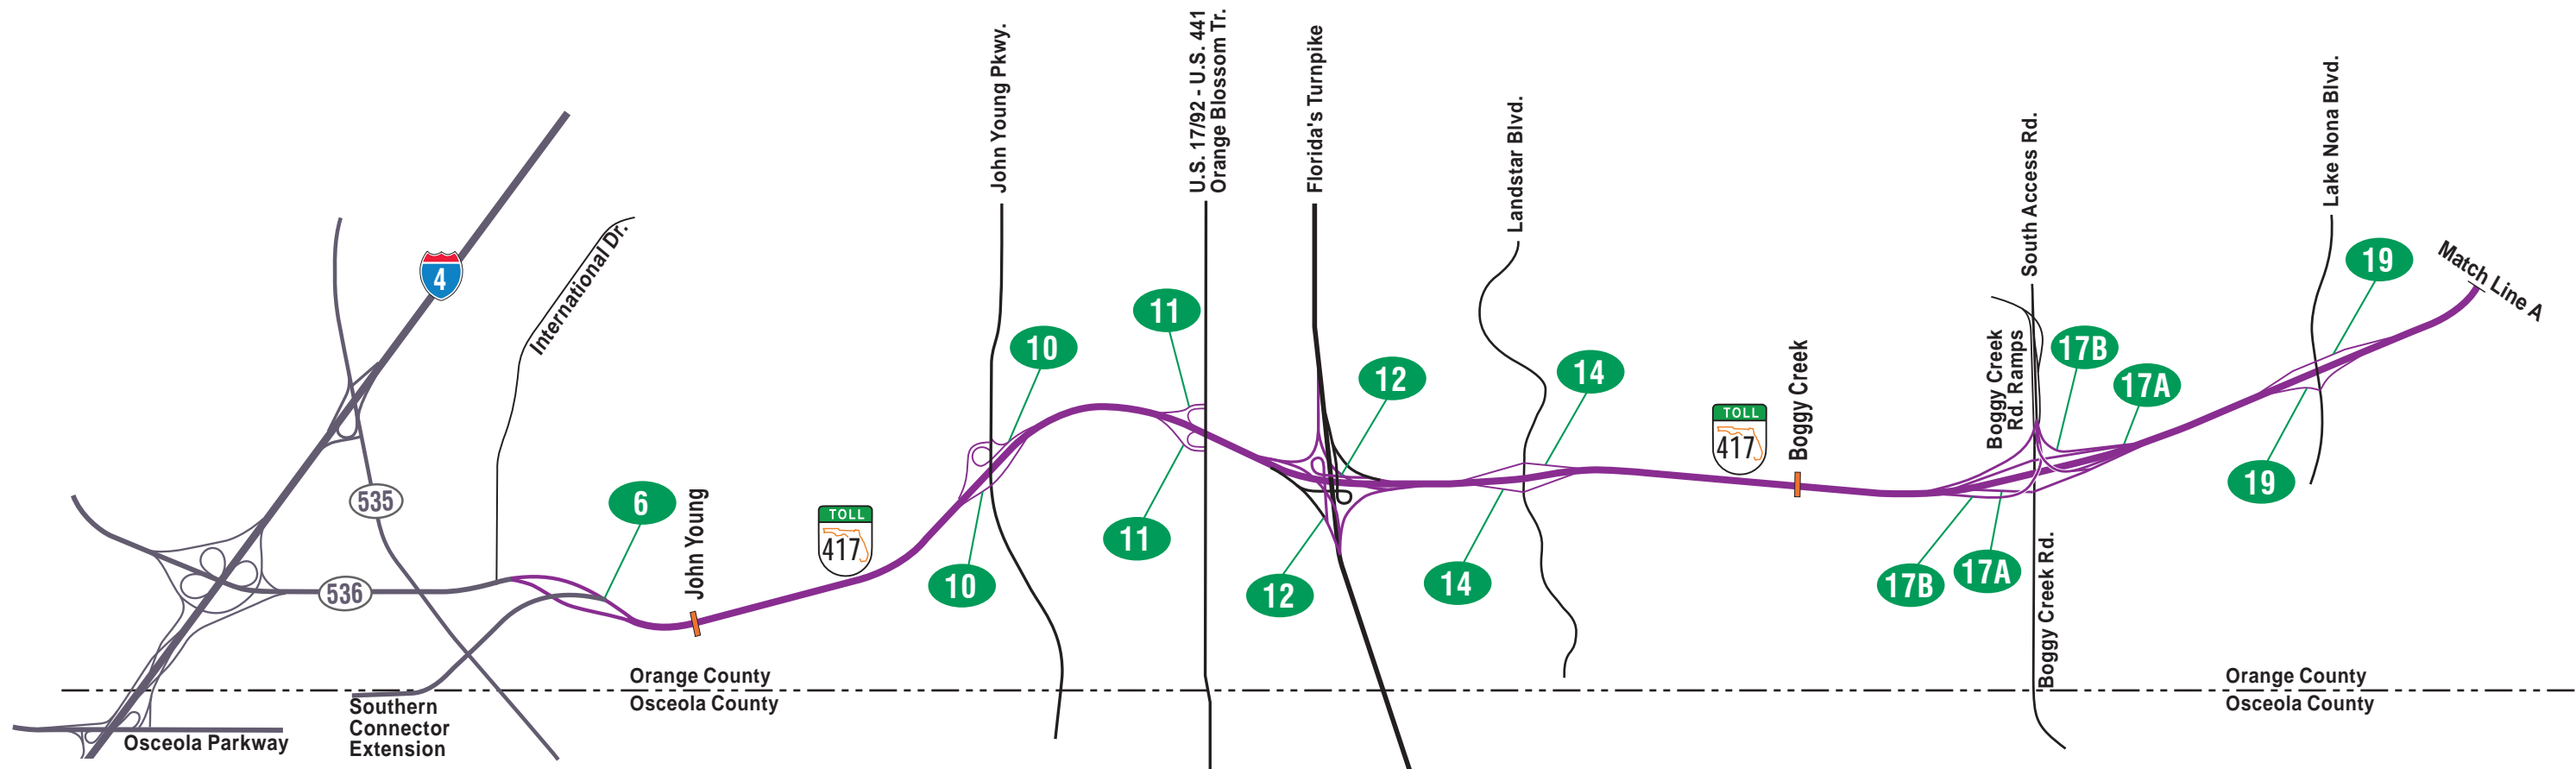 John Young Pkwy.
U.S. 17/92 - U.S. 441
Orange Blossom Tr.
Florida's Turnpike
Landstar Blvd.
South Access Rd.
Lake Nona Blvd.
Match Line A
International Dr.
4
535
536
6
John Young
TOLL
417
10
10
11
11
12
12
14
14
TOLL
417
Boggy Creek
Boggy Creek
Rd. Ramps
17B
17A
17B
17A
19
19
Boggy Creek Rd.
Orange County
Osceola County
Orange County
Osceola County
Southern
Connector
Extension
Osceola Parkway